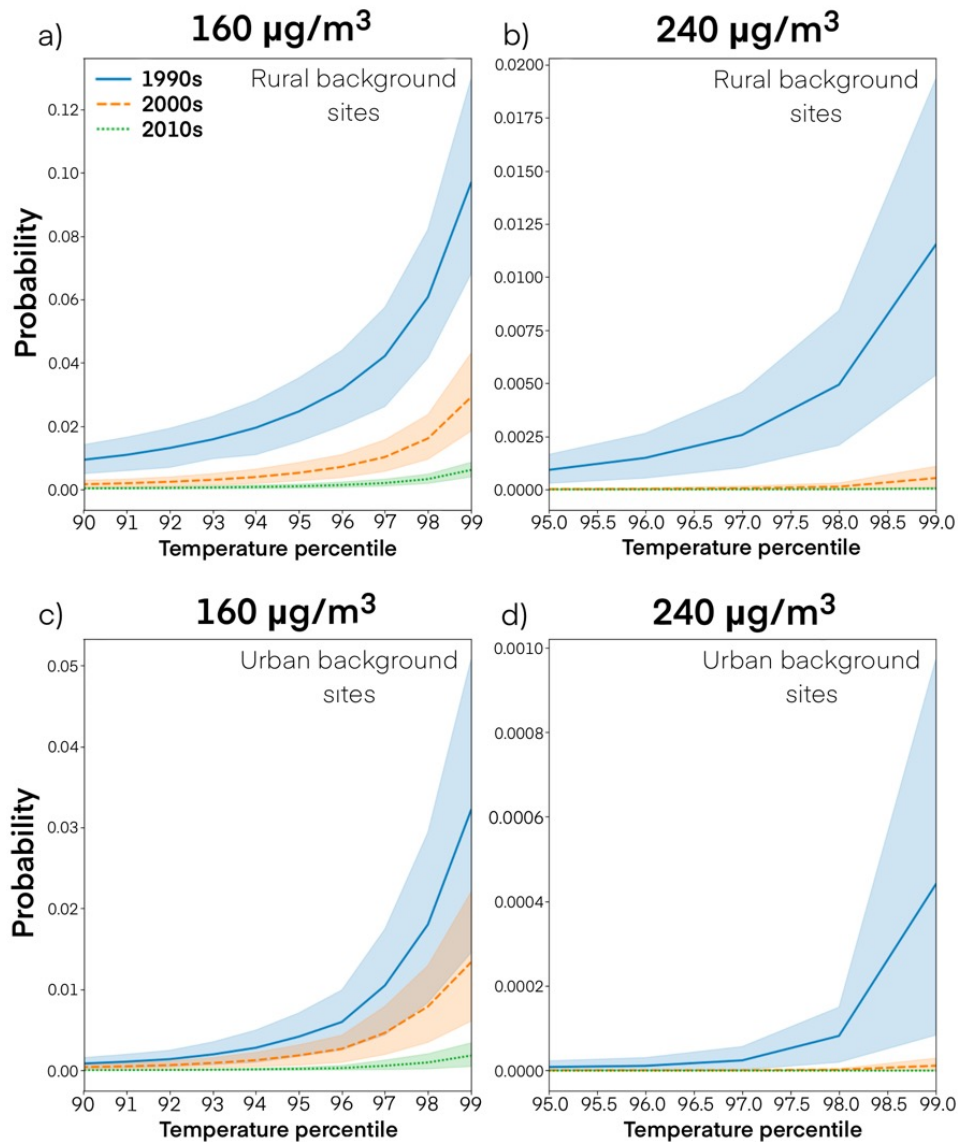 a) 160 µg/m³
b) 240 µg/m³
1990s
2000s
2010s
Rural background
sites
Rural background
sites
Probability
0.12
0.10
0.08
0.06
0.04
0.02
0.00
0.0200
0.0175
0.0150
0.0125
0.0100
0.0075
0.0050
0.0025
0.0000
90 91 92 93 94 95 96 97 98 99
95.0 95.5 96.0 96.5 97.0 97.5 98.0 98.5 99.0
Temperature percentile
Temperature percentile
c) 160 µg/m³
d) 240 µg/m³
Urban background
sites
Urban background
sites
Probability
0.05
0.04
0.03
0.02
0.01
0.00
0.0010
0.0008
0.0006
0.0004
0.0002
0.0000
90 91 92 93 94 95 96 97 98 99
95.0 95.5 96.0 96.5 97.0 97.5 98.0 98.5 99.0
Temperature percentile
Temperature percentile